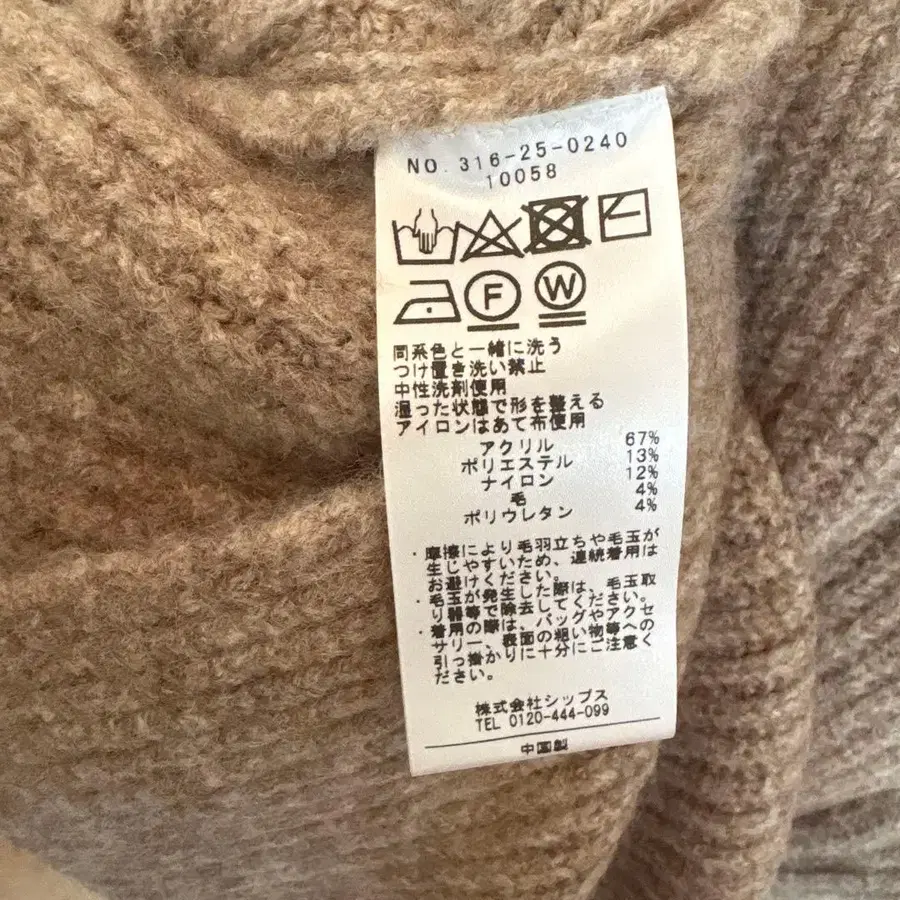 NO. 316-25-0240
10058
F W
同系色と一緒に洗う
つけ置き洗い禁止
中性洗剤使用
湿った状態で形を整える
アイロンはあて布使用
アクリル 67%
ポリエステル 13%
ナイロン 12%
毛 4%
ポリウレタン 4%
・摩擦により毛羽立ちや毛玉が
生じやすいため、連続着用は
お避けください。
・毛玉が発生した際は、毛玉取
り器等で除去してください。
・着用の際は、バッグやアクセ
サリー、表面の粗い物等への
引っ掛かりに十分にご注意く
ださい。
株式会社シップス
TEL 0120-444-099
中国製